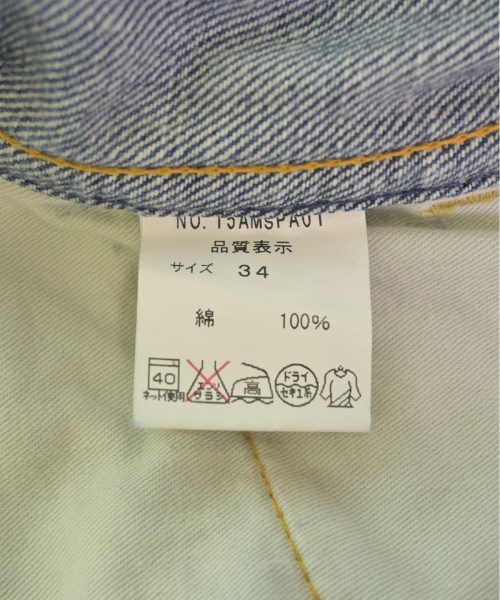 NO. 15AMSPA01
品質表示
サイズ 34
綿 100%
40
ネット使用
エンソ
サラシ
高
ドライ
セキユ系